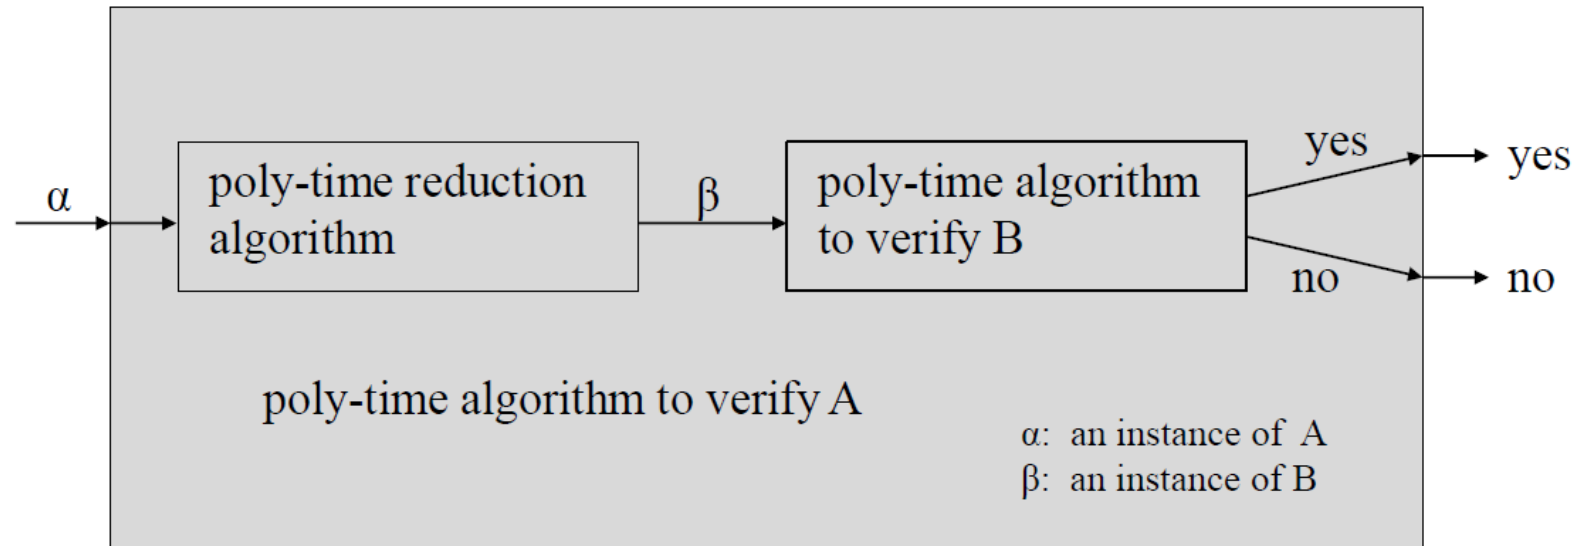 α
poly-time reduction
algorithm
β
poly-time algorithm
to verify B
yes
no
yes
no
poly-time algorithm to verify A
α: an instance of A
β: an instance of B